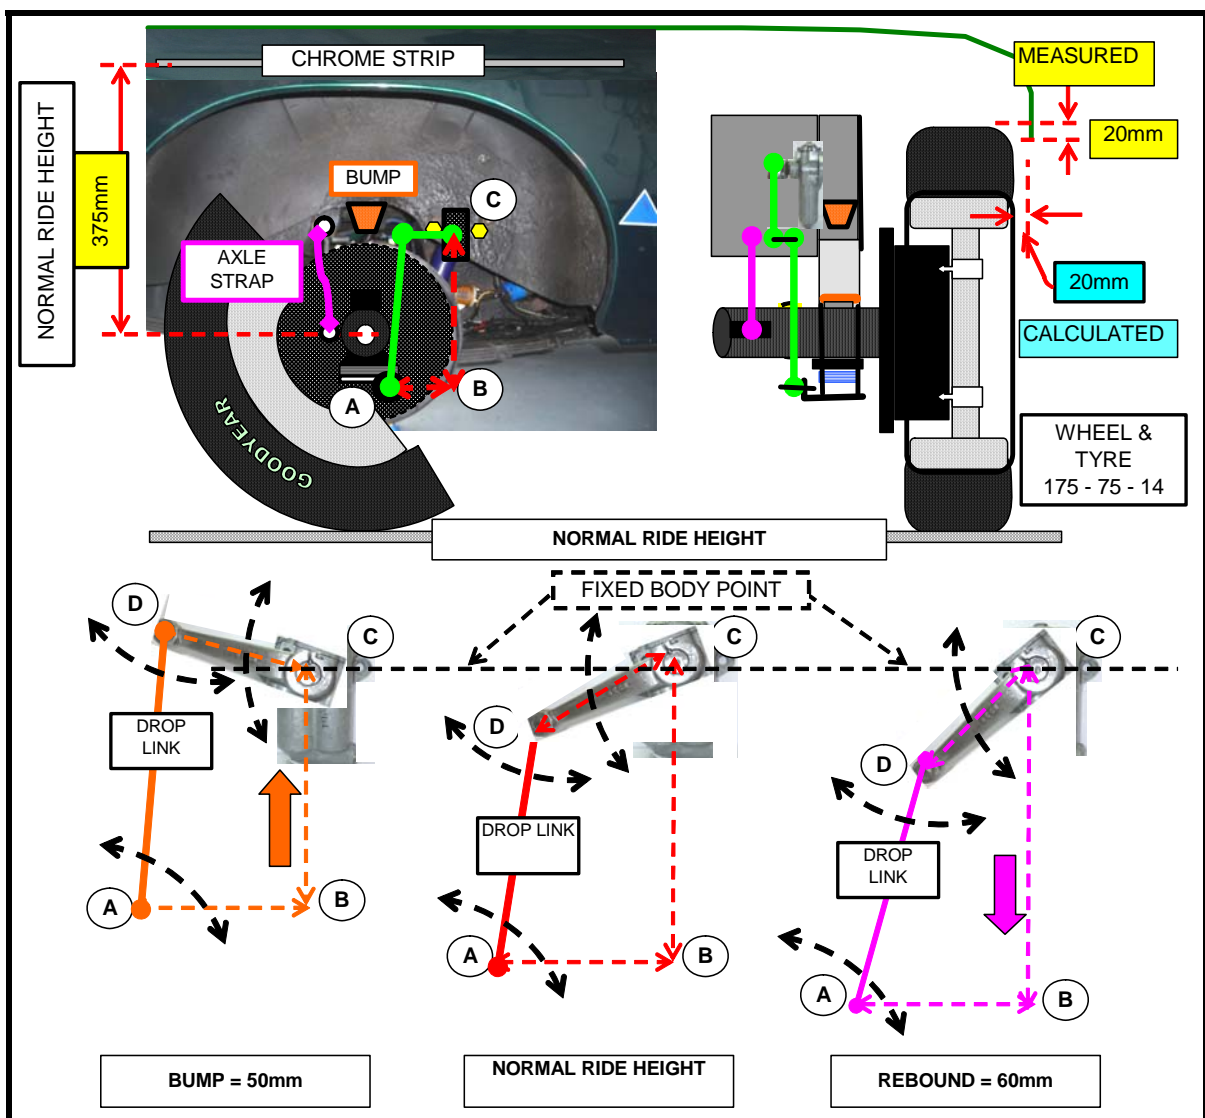 CHROME STRIP
MEASURED
20mm
NORMAL RIDE HEIGHT
375mm
BUMP
C
AXLE
STRAP
20mm
CALCULATED
A
B
GOODYEAR
WHEEL &
TYRE
175 - 75 - 14
NORMAL RIDE HEIGHT
FIXED BODY POINT
D
C
DROP
LINK
A
B
BUMP = 50mm
C
D
DROP LINK
A
B
NORMAL RIDE HEIGHT
C
D
DROP
LINK
A
B
REBOUND = 60mm